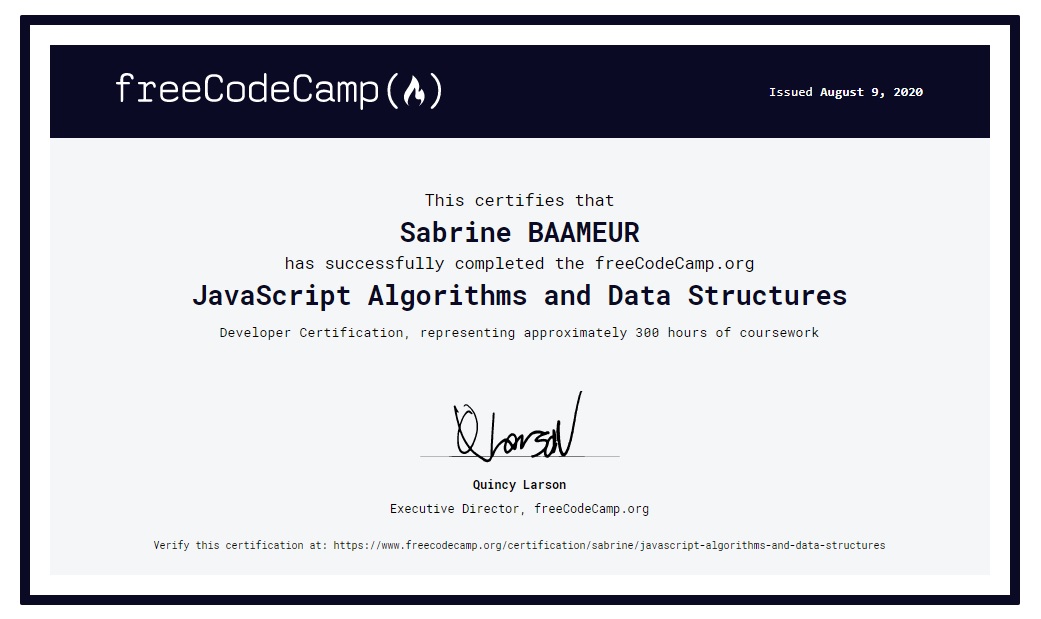 freeCodeCamp
Issued August 9, 2020
This certifies that
Sabrine BAAMEUR
has successfully completed the freeCodeCamp.org
JavaScript Algorithms and Data Structures
Developer Certification, representing approximately 300 hours of coursework
Q Larson
Quincy Larson
Executive Director, freeCodeCamp.org
Verify this certification at: https://www.freecodecamp.org/certification/sabrine/javascript-algorithms-and-data-structures